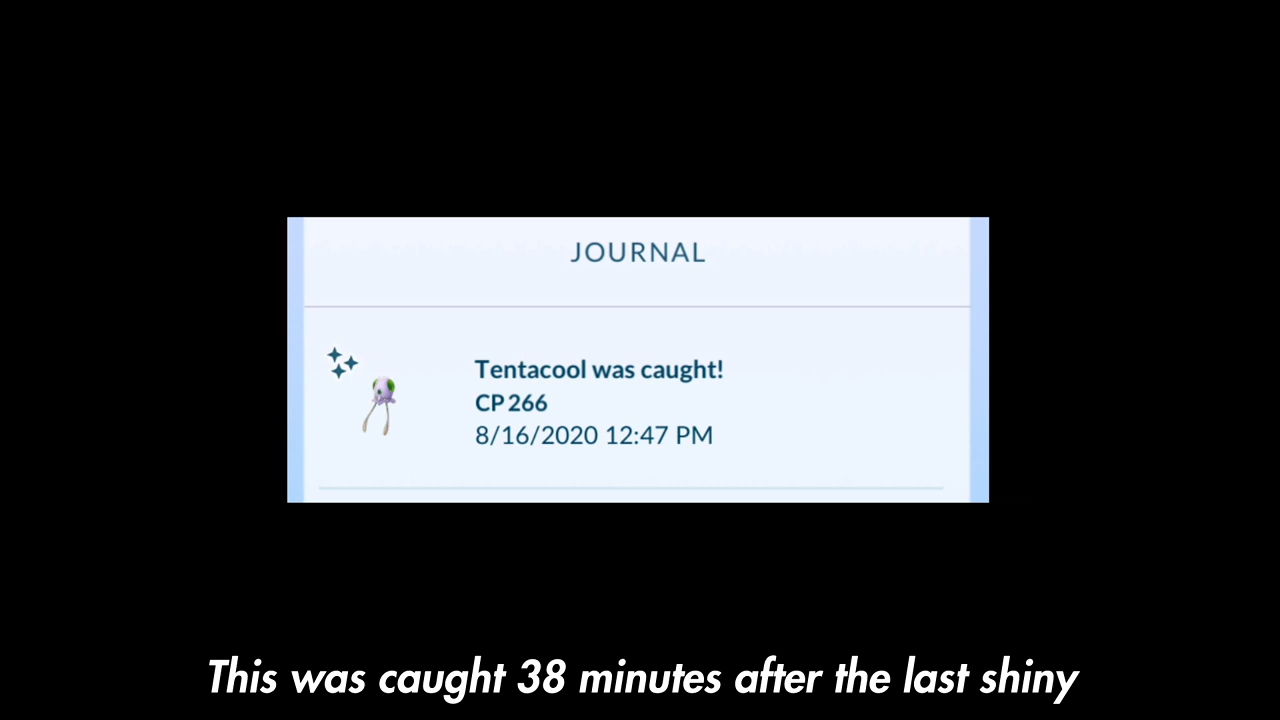 JOURNAL
Tentacool was caught!
CP 266
8/16/2020 12:47 PM
This was caught 38 minutes after the last shiny